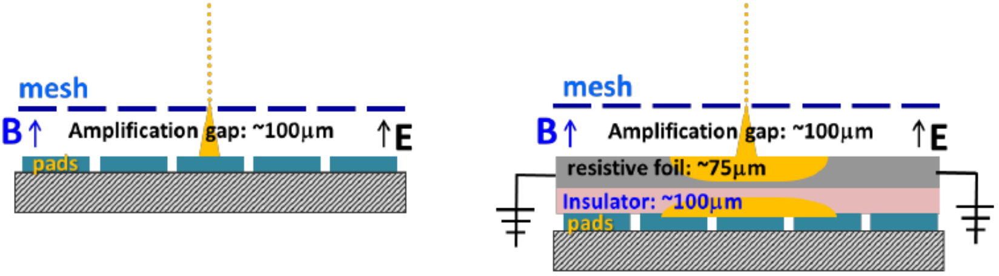 mesh
B ↑ Amplification gap: ~100μm ↑ E
pads
mesh
B ↑ Amplification gap: ~100μm ↑ E
resistive foil: ~75μm
Insulator: ~100μm
pads